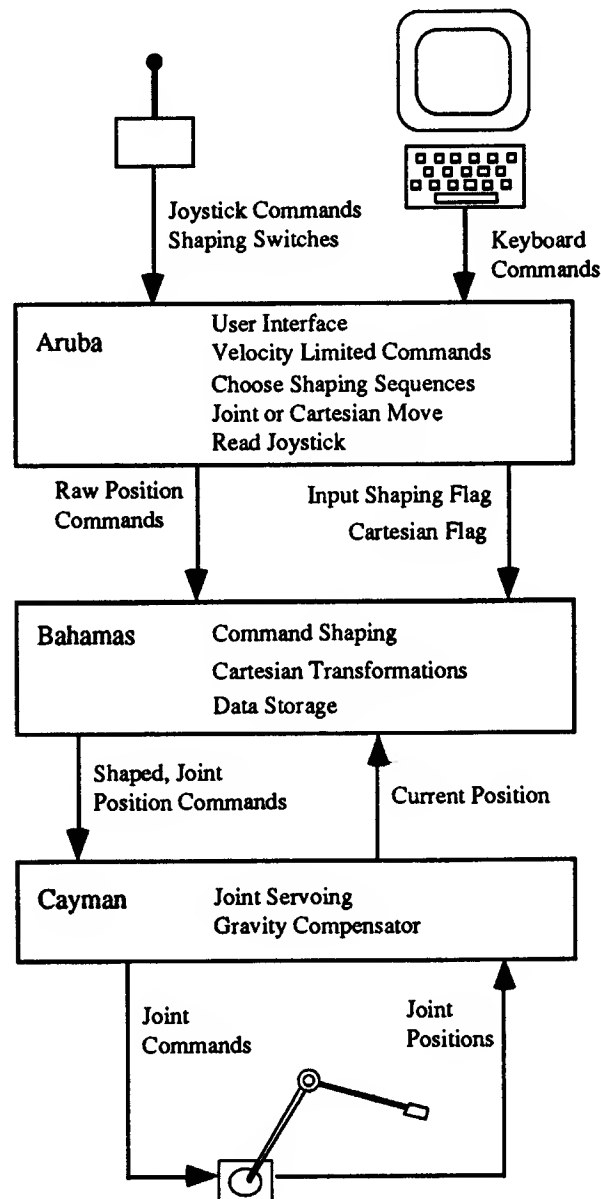 Joystick Commands
Shaping Switches
Keyboard
Commands
Aruba
User Interface
Velocity Limited Commands
Choose Shaping Sequences
Joint or Cartesian Move
Read Joystick
Raw Position
Commands
Input Shaping Flag
Cartesian Flag
Bahamas
Command Shaping
Cartesian Transformations
Data Storage
Shaped, Joint
Position Commands
Current Position
Cayman
Joint Servoing
Gravity Compensator
Joint
Commands
Joint
Positions